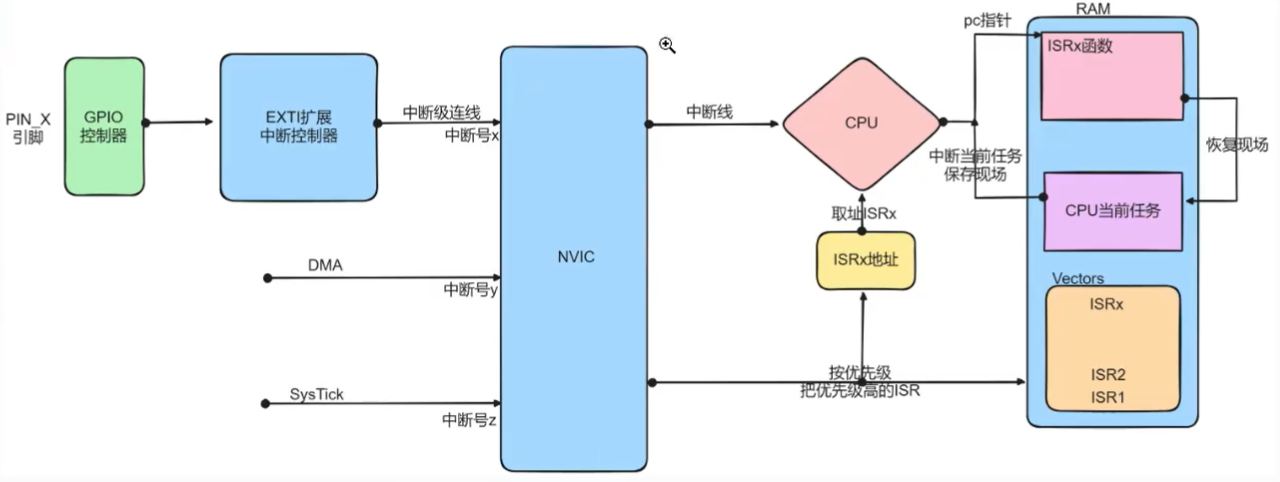 PIN_X
引脚
GPIO
控制器
EXTI扩展
中断控制器
中断级连线
中断号x
DMA
中断号y
SysTick
中断号z
NVIC
中断线
CPU
取址ISRx
ISRx地址
按优先级
把优先级高的ISR
pc指针
中断当前任务
保存现场
RAM
ISRx函数
恢复现场
CPU当前任务
Vectors
ISRx
ISR2
ISR1